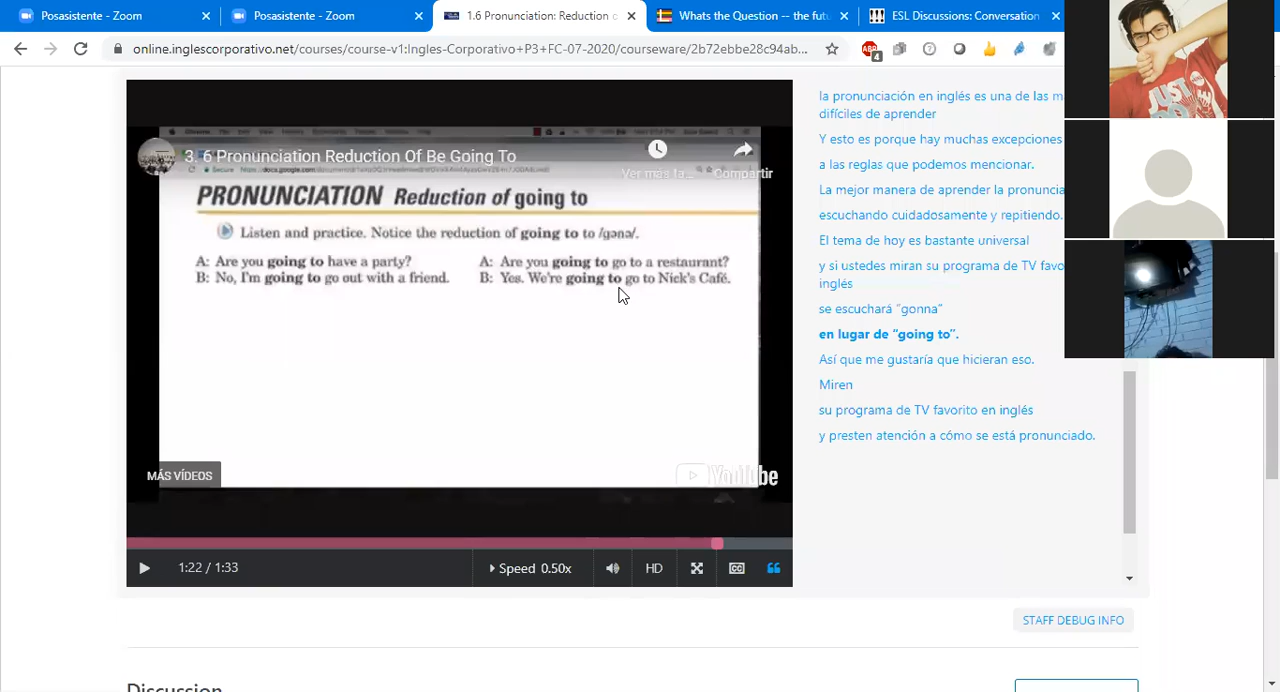 Posasistente - Zoom
Posasistente - Zoom
1.6 Pronunciation: Reduction o
Whats the Question -- the futu
ESL Discussions: Conversation
online.inglescorporativo.net/courses/course-v1:Ingles-Corporativo+P3+FC-07-2020/courseware/2b72ebbe28c94ab...
ABP
4
3. 6 Pronunciation Reduction Of Be Going To
Ver más ta...
Compartir
PRONUNCIATION Reduction of going to
Listen and practice. Notice the reduction of going to to /gənə/.
A: Are you going to have a party?
B: No, I'm going to go out with a friend.
A: Are you going to go to a restaurant?
B: Yes. We're going to go to Nick's Café.
MÁS VÍDEOS
YouTube
1:22 / 1:33
Speed 0.50x
HD
CC
la pronunciación en inglés es una de las m
difíciles de aprender
Y esto es porque hay muchas excepciones
a las reglas que podemos mencionar.
La mejor manera de aprender la pronuncia
escuchando cuidadosamente y repitiendo.
El tema de hoy es bastante universal
y si ustedes miran su programa de TV favo
inglés
se escuchará “gonna”
en lugar de “going to”.
Así que me gustaría que hicieran eso.
Miren
su programa de TV favorito en inglés
y presten atención a cómo se está pronunciado.
JUST
STAFF DEBUG INFO
Discussion